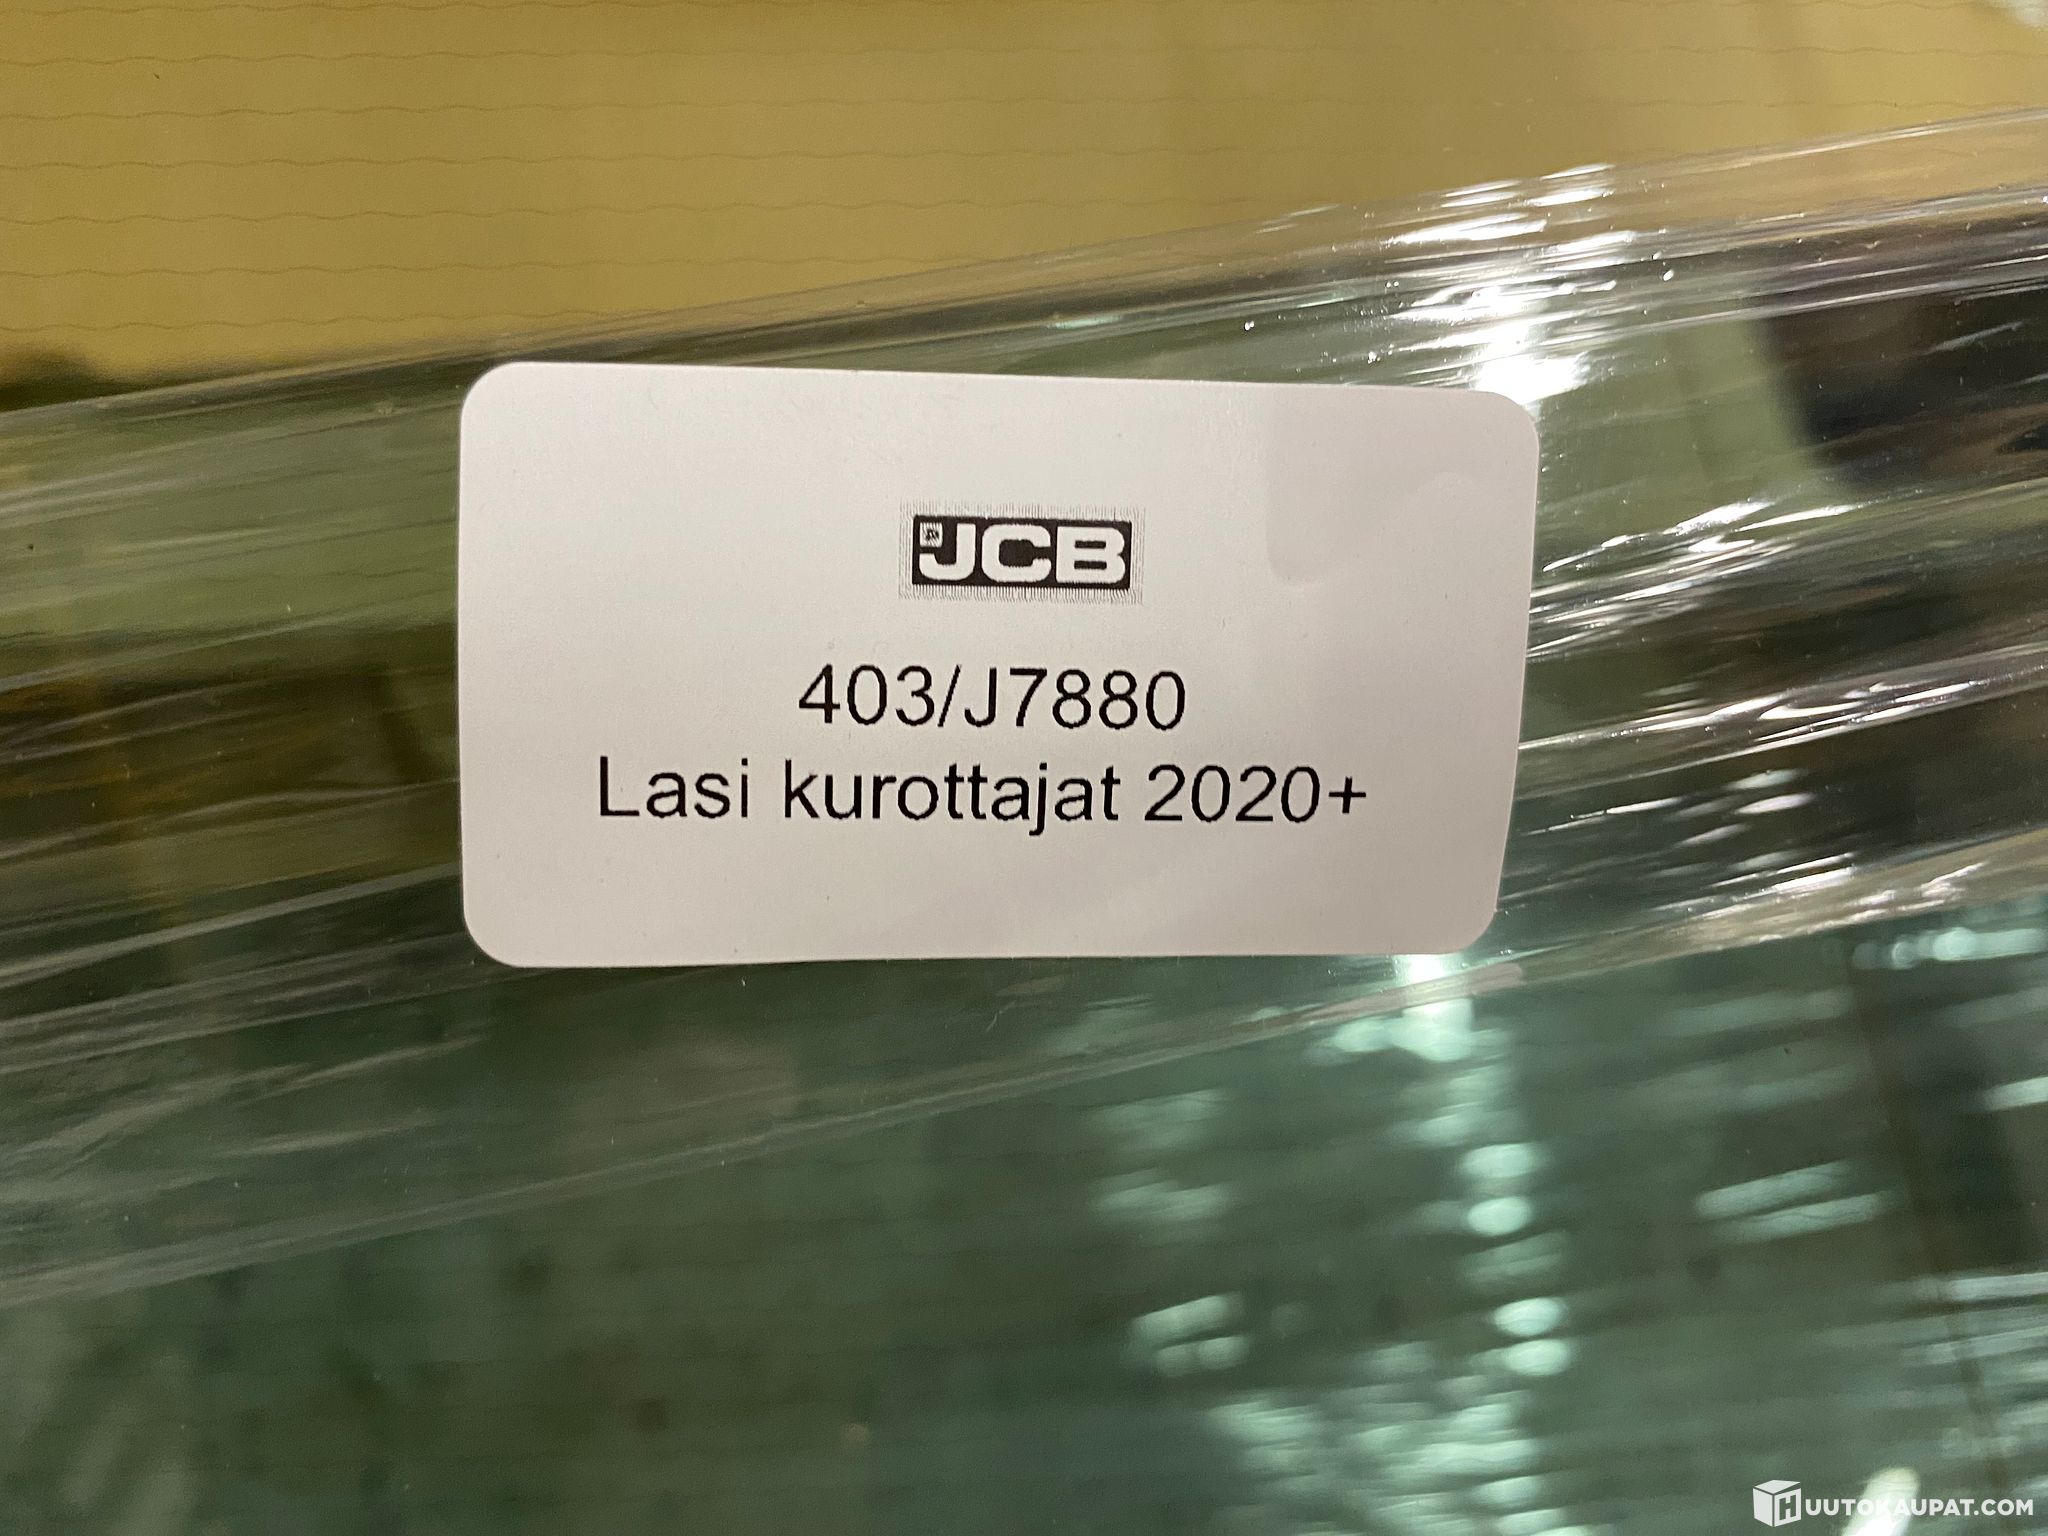 JCB
403/J7880
Lasi kurottajat 2020+
HUUTOKAUPAT.COM